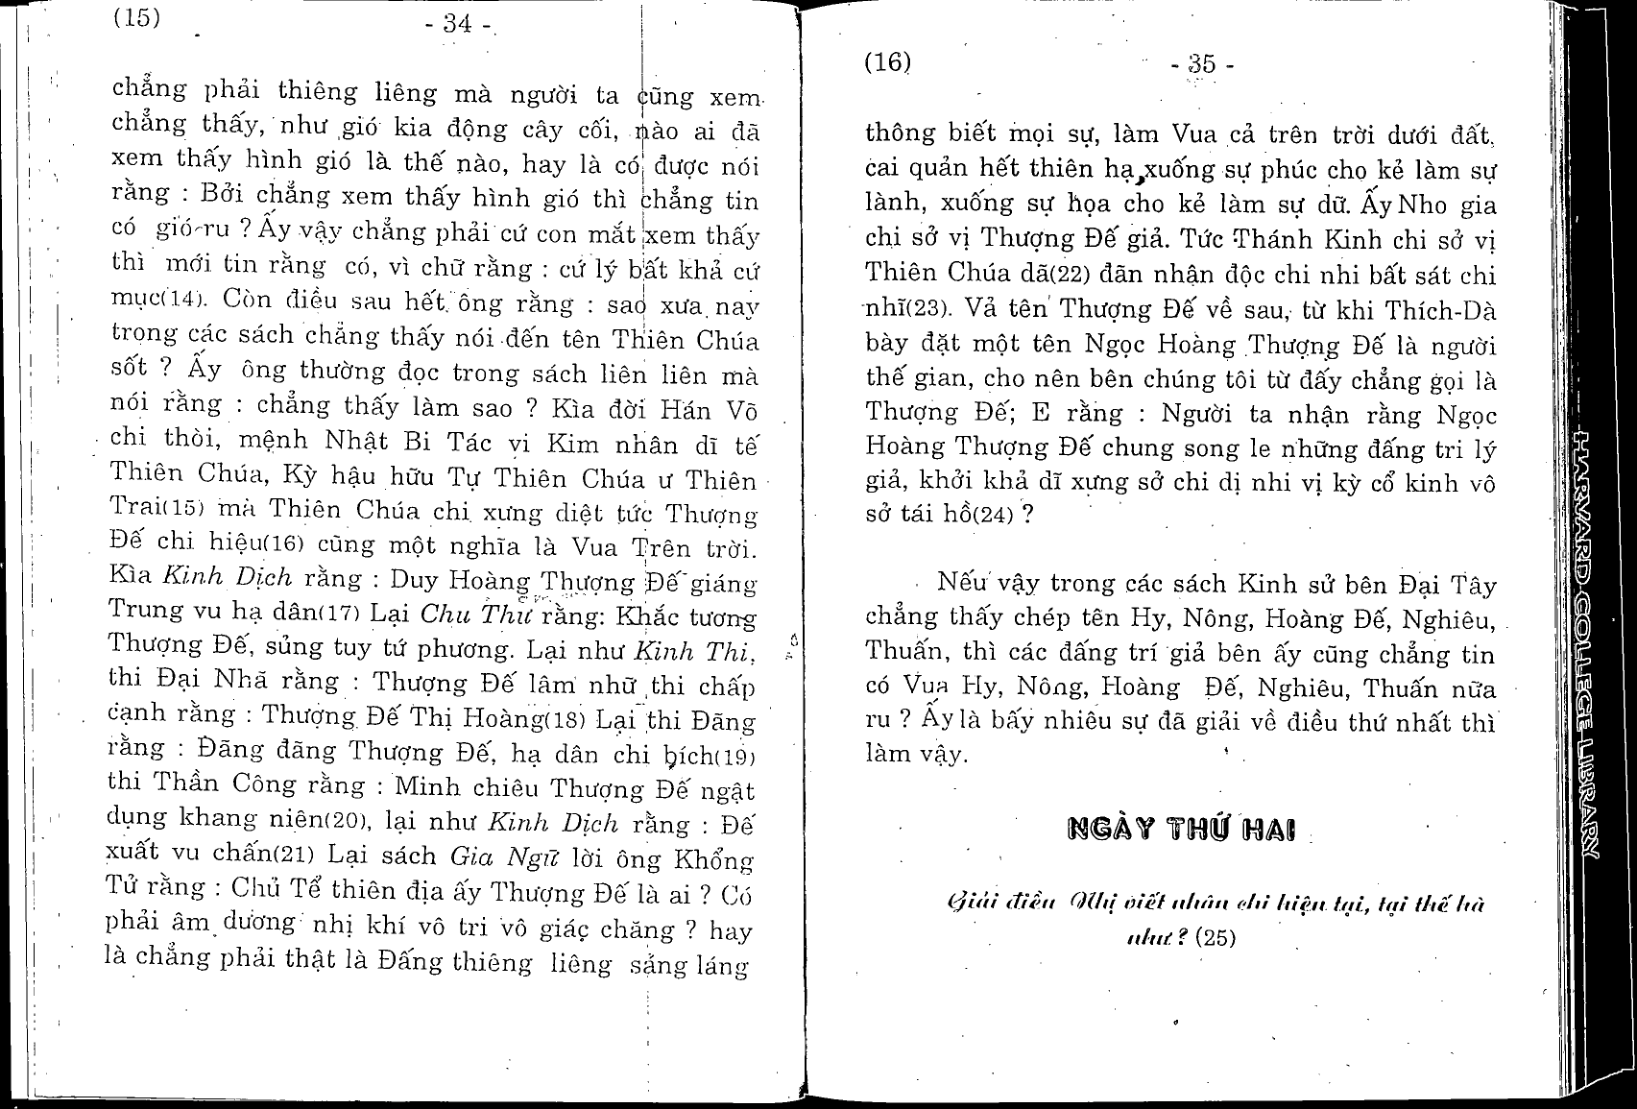 (15)
- 34 -
chẳng phải thiêng liêng mà người ta cũng xem
chẳng thấy, như gió kia động cây cối, nào ai đã
xem thấy hình gió là thế nào, hay là có được nói
rằng : Bởi chẳng xem thấy hình gió thì chẳng tin
có gió ru ? Ấy vậy chẳng phải cứ con mắt xem thấy
thì mới tin rằng có, vì chữ rằng : cứ lý bất khả cứ
mục(14). Còn điều sau hết ông rằng : sao xưa nay
trong các sách chẳng thấy nói đến tên Thiên Chúa
sốt ? Ấy ông thường đọc trong sách liên liên mà
nói rằng : chẳng thấy làm sao ? Kìa đời Hán Võ
chi thòi, mệnh Nhật Bi Tác vi Kim nhân dĩ tế
Thiên Chúa, Kỳ hậu hữu Tự Thiên Chúa ư Thiên
Trai(15) mà Thiên Chúa chi xưng diệt tức Thượng
Đế chi hiệu(16) cũng một nghĩa là Vua Trên trời.
Kìa Kinh Dịch rằng : Duy Hoàng Thượng Đế giáng
Trung vu hạ dân(17) Lại Chu Thư rằng: Khắc tương
Thượng Đế, sủng tuy tứ phương. Lại như Kinh Thi,
thi Đại Nhã rằng : Thượng Đế lâm nhữ thi chấp
cạnh rằng : Thượng Đế Thị Hoàng(18) Lại thi Đãng
rằng : Đãng đãng Thượng Đế, hạ dân chi bích(19)
thi Thần Công rằng : Minh chiêu Thượng Đế ngật
dụng khang niên(20), lại như Kinh Dịch rằng : Đế
xuất vu chấn(21) Lại sách Gia Ngữ lời ông Khổng
Tử rằng : Chủ Tể thiên địa ấy Thượng Đế là ai ? Có
phải âm dương nhị khí vô tri vô giác chăng ? hay
là chẳng phải thật là Đấng thiêng liêng sáng láng
(16)
- 35 -
thông biết mọi sự, làm Vua cả trên trời dưới đất,
cai quản hết thiên hạ, xuống sự phúc cho kẻ làm sự
lành, xuống sự họa cho kẻ làm sự dữ. Ấy Nho gia
chi sở vị Thượng Đế giả. Tức Thánh Kinh chi sở vị
Thiên Chúa dã(22) đãn nhận độc chi nhi bất sát chi
nhĩ(23). Vả tên Thượng Đế về sau, từ khi Thích-Dà
bày đặt một tên Ngọc Hoàng Thượng Đế là người
thế gian, cho nên bên chúng tôi từ đấy chẳng gọi là
Thượng Đế; E rằng : Người ta nhận rằng Ngọc
Hoàng Thượng Đế chung song le những đấng tri lý
giả, khởi khả dĩ xưng sở chi dị nhi vị kỳ cổ kinh vô
sở tái hồ(24) ?
Nếu vậy trong các sách Kinh sử bên Đại Tây
chẳng thấy chép tên Hy, Nông, Hoàng Đế, Nghiêu,
Thuấn, thì các đấng trí giả bên ấy cũng chẳng tin
có Vua Hy, Nông, Hoàng Đế, Nghiêu, Thuấn nữa
ru ? Ấy là bấy nhiêu sự đã giải về điều thứ nhất thì
làm vậy.
NGÀY THỨ HAI
Giải điều Nhị viết nhân chi hiện tại, tại thế hà
như ? (25)
HARVARD COLLEGE LIBRARY